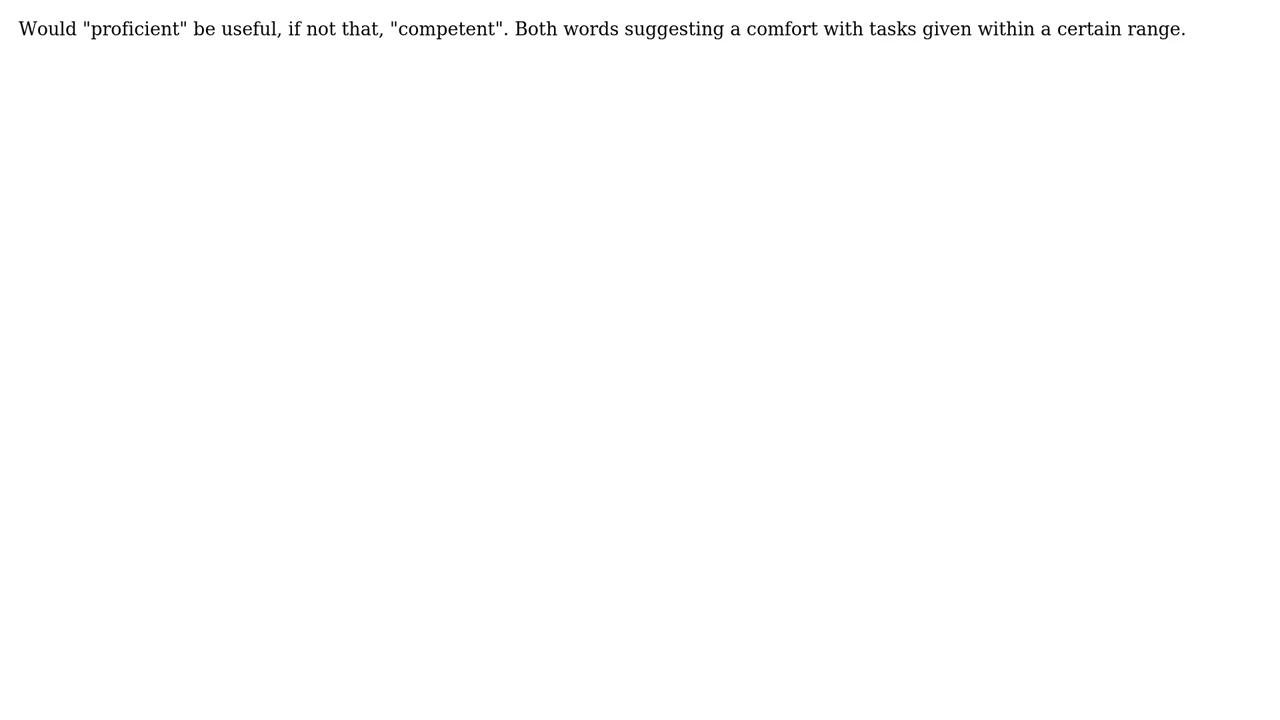 Would "proficient" be useful, if not that, "competent". Both words suggesting a comfort with tasks given within a certain range.